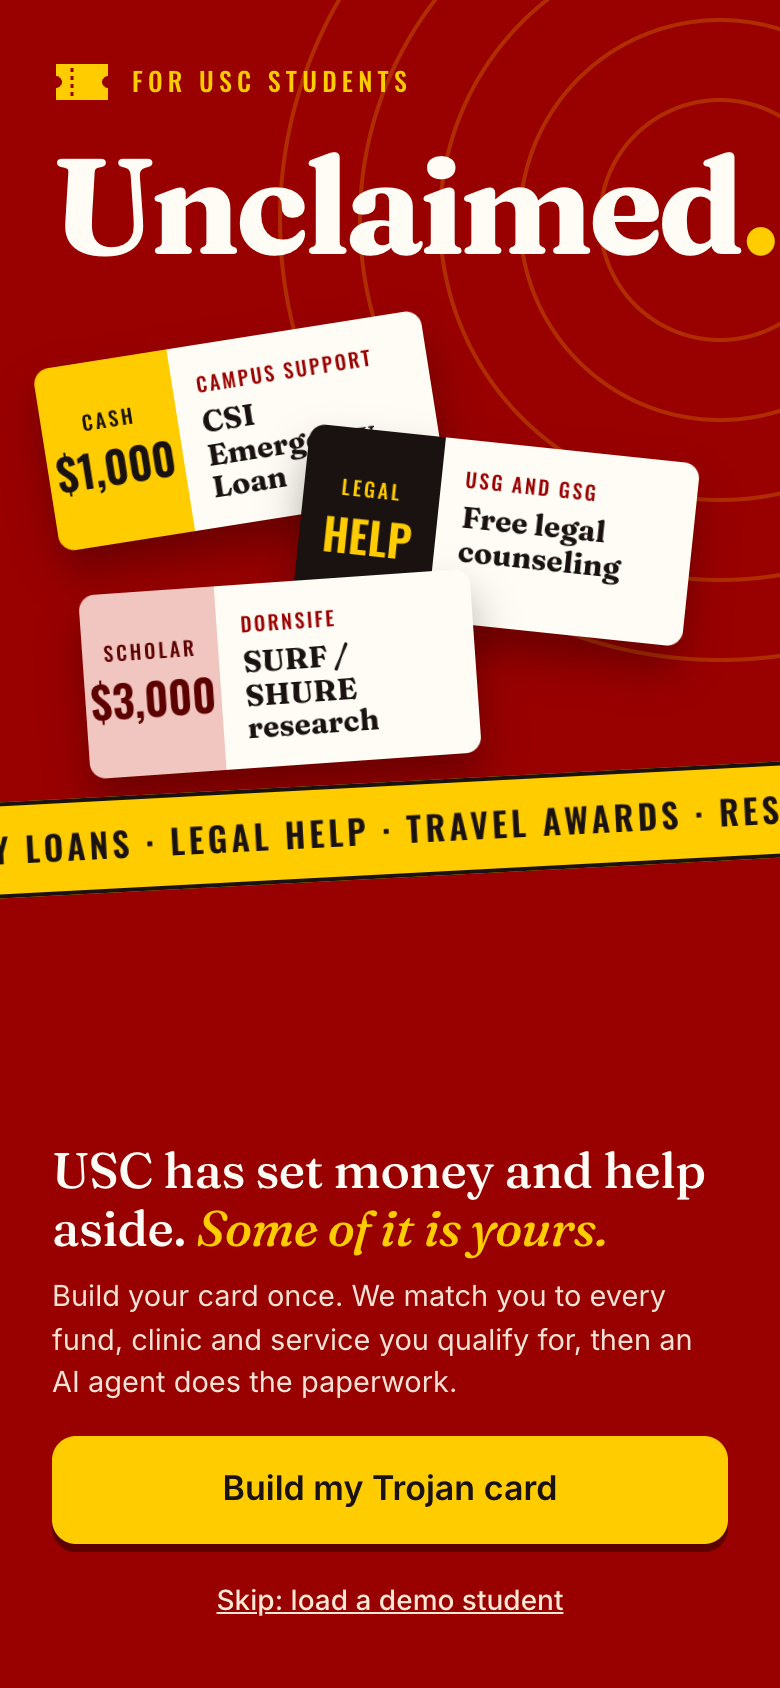 FOR USC STUDENTS
Unclaimed.
CASH
$1,000
CAMPUS SUPPORT
CSI
Loan
LEGAL
HELP
USG AND GSG
Free legal
counseling
SCHOLAR
$3,000
DORNSIFE
SURF /
SHURE
research
LOANS · LEGAL HELP · TRAVEL AWARDS ·
USC has set money and help
aside. Some of it is yours.
Build your card once. We match you to every
fund, clinic and service you qualify for, then an
AI agent does the paperwork.
Build my Trojan card
Skip: load a demo student